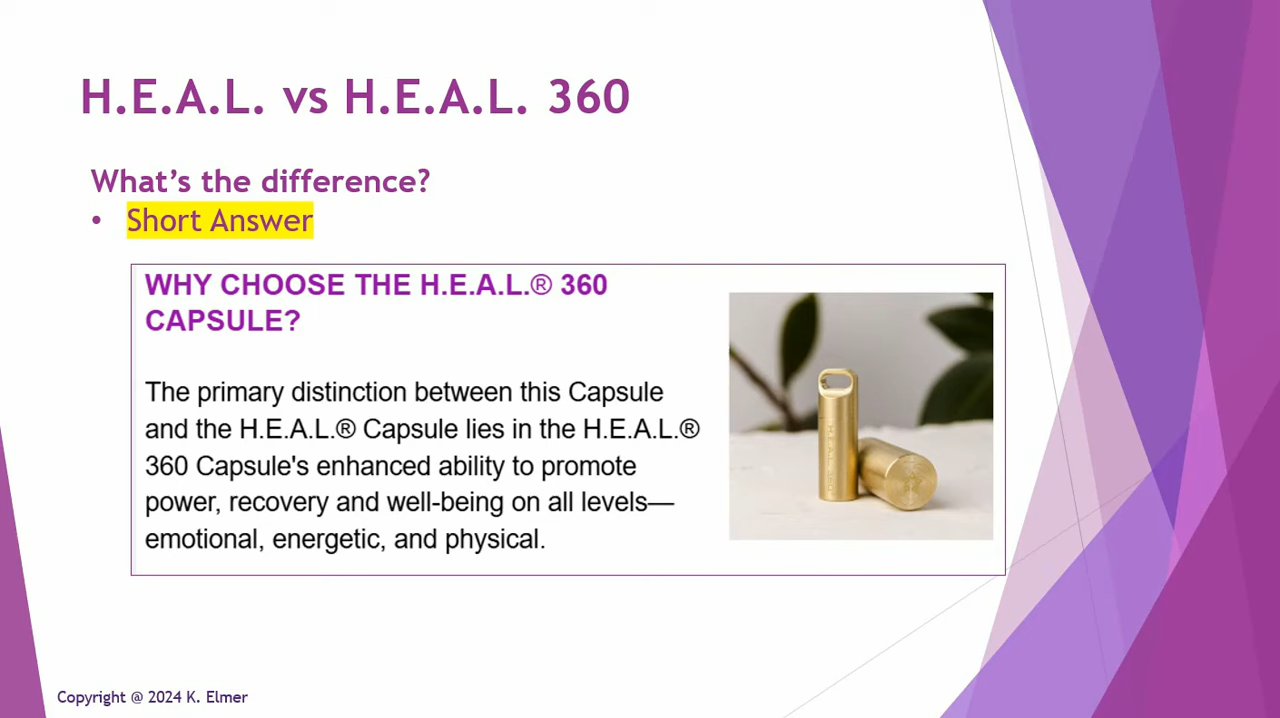 H.E.A.L. vs H.E.A.L. 360
What's the difference?
• Short Answer
WHY CHOOSE THE H.E.A.L.® 360
CAPSULE?
The primary distinction between this Capsule
and the H.E.A.L.® Capsule lies in the H.E.A.L.®
360 Capsule's enhanced ability to promote
power, recovery and well-being on all levels—
emotional, energetic, and physical.
Copyright @ 2024 K. Elmer